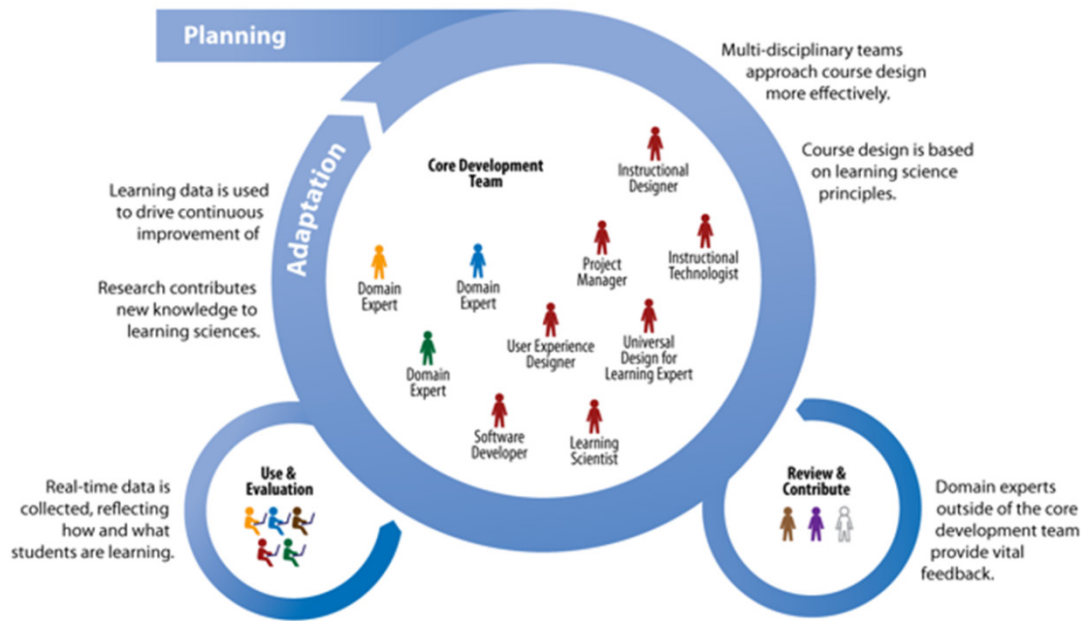 Planning
Multi-disciplinary teams
approach course design
more effectively.
Course design is based
on learning science
principles.
Adaptation
Learning data is used
to drive continuous
improvement of
Research contributes
new knowledge to
learning sciences.
Core Development
Team
Instructional
Designer
Project
Manager
Instructional
Technologist
Domain
Expert
Domain
Expert
Domain
Expert
User Experience
Designer
Universal
Design for
Learning Expert
Software
Developer
Learning
Scientist
Use &
Evaluation
Real-time data is
collected, reflecting
how and what
students are learning.
Review &
Contribute
Domain experts
outside of the core
development team
provide vital
feedback.